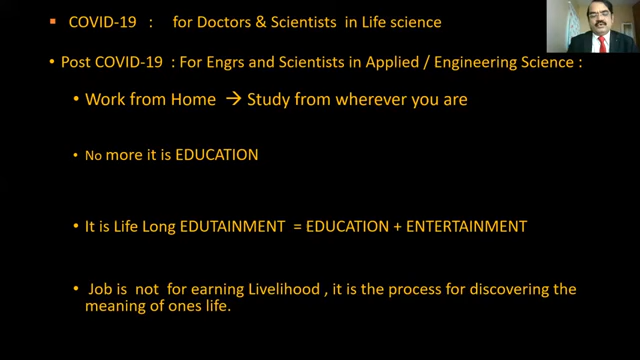 ▪ COVID-19 : for Doctors & Scientists in Life science
• Post COVID-19 : For Engrs and Scientists in Applied / Engineering Science :
• Work from Home → Study from wherever you are
• No more it is EDUCATION
• It is Life Long EDUTAINMENT = EDUCATION + ENTERTAINMENT
• Job is not for earning Livelihood , it is the process for discovering the
meaning of ones life.